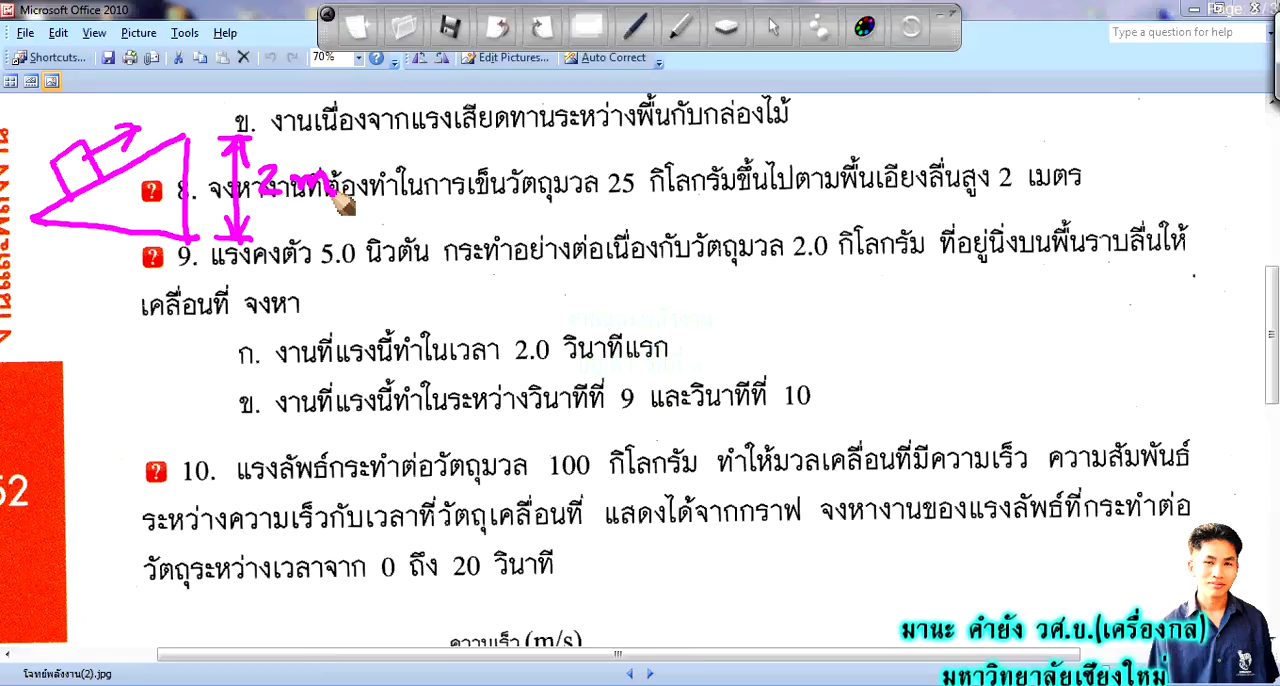 Microsoft Office 2010
Page
File Edit View Picture Tools Help
Type a question for help
Shortcuts... 70% Edit Pictures... Auto Correct
ข. งานเนื่องจากแรงเสียดทานระหว่างพื้นกับกล่องไม้
2 m
8. จงหางานที่ต้องทำในการเข็นวัตถุมวล 25 กิโลกรัมขึ้นไปตามพื้นเอียงลื่นสูง 2 เมตร
9. แรงคงตัว 5.0 นิวตัน กระทำอย่างต่อเนื่องกับวัตถุมวล 2.0 กิโลกรัม ที่อยู่นิ่งบนพื้นราบลื่นให้
เคลื่อนที่ จงหา
ก. งานที่แรงนี้ทำในเวลา 2.0 วินาทีแรก
ข. งานที่แรงนี้ทำในระหว่างวินาทีที่ 9 และวินาทีที่ 10
10. แรงลัพธ์กระทำต่อวัตถุมวล 100 กิโลกรัม ทำให้มวลเคลื่อนที่มีความเร็ว ความสัมพันธ์
ระหว่างความเร็วกับเวลาที่วัตถุเคลื่อนที่ แสดงได้จากกราฟ จงหางานของแรงลัพธ์ที่กระทำต่อ
วัตถุระหว่างเวลาจาก 0 ถึง 20 วินาที
ความเร็ว (m/s)
52
มานะ คำยัง วศ.ข.(เครื่องกล)
มหาวิทยาลัยเชียงใหม่
โจทย์พลังงาน(2).jpg